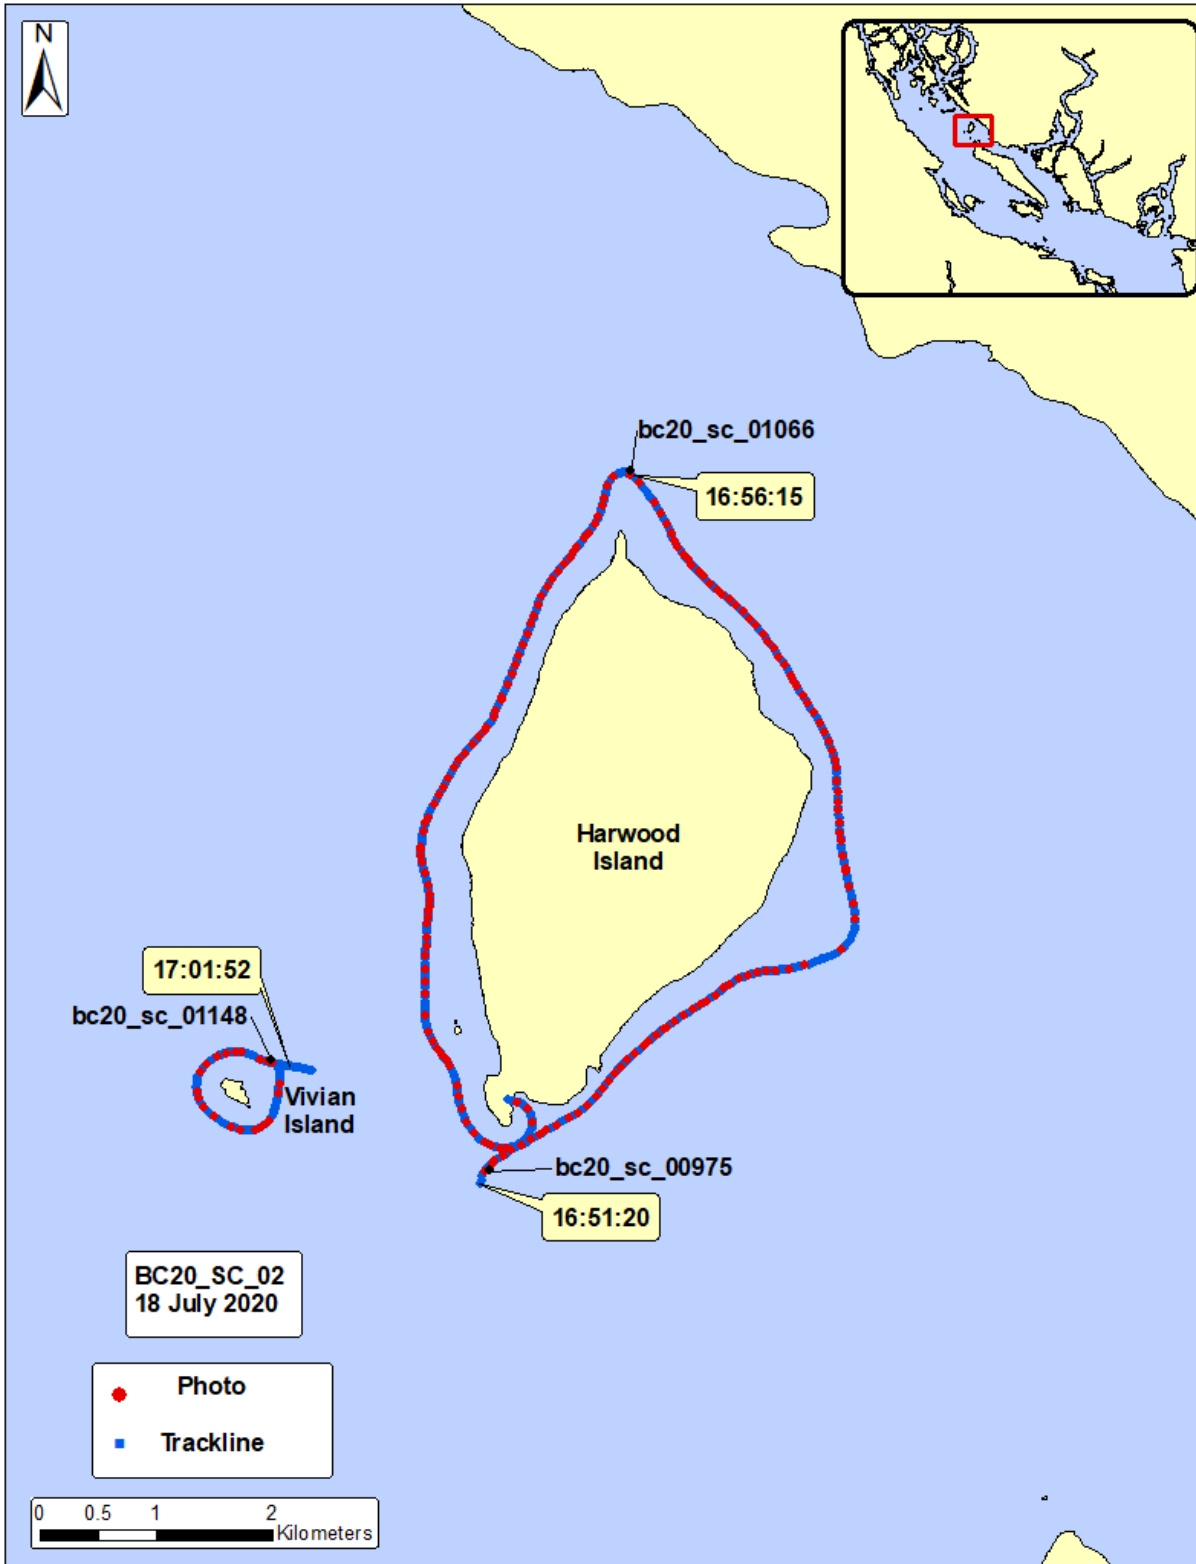 N
bc20_sc_01066
16:56:15
Harwood
Island
17:01:52
bc20_sc_01148
Vivian
Island
bc20_sc_00975
16:51:20
BC20_SC_02
18 July 2020
Photo
Trackline
0 0.5 1 2
Kilometers